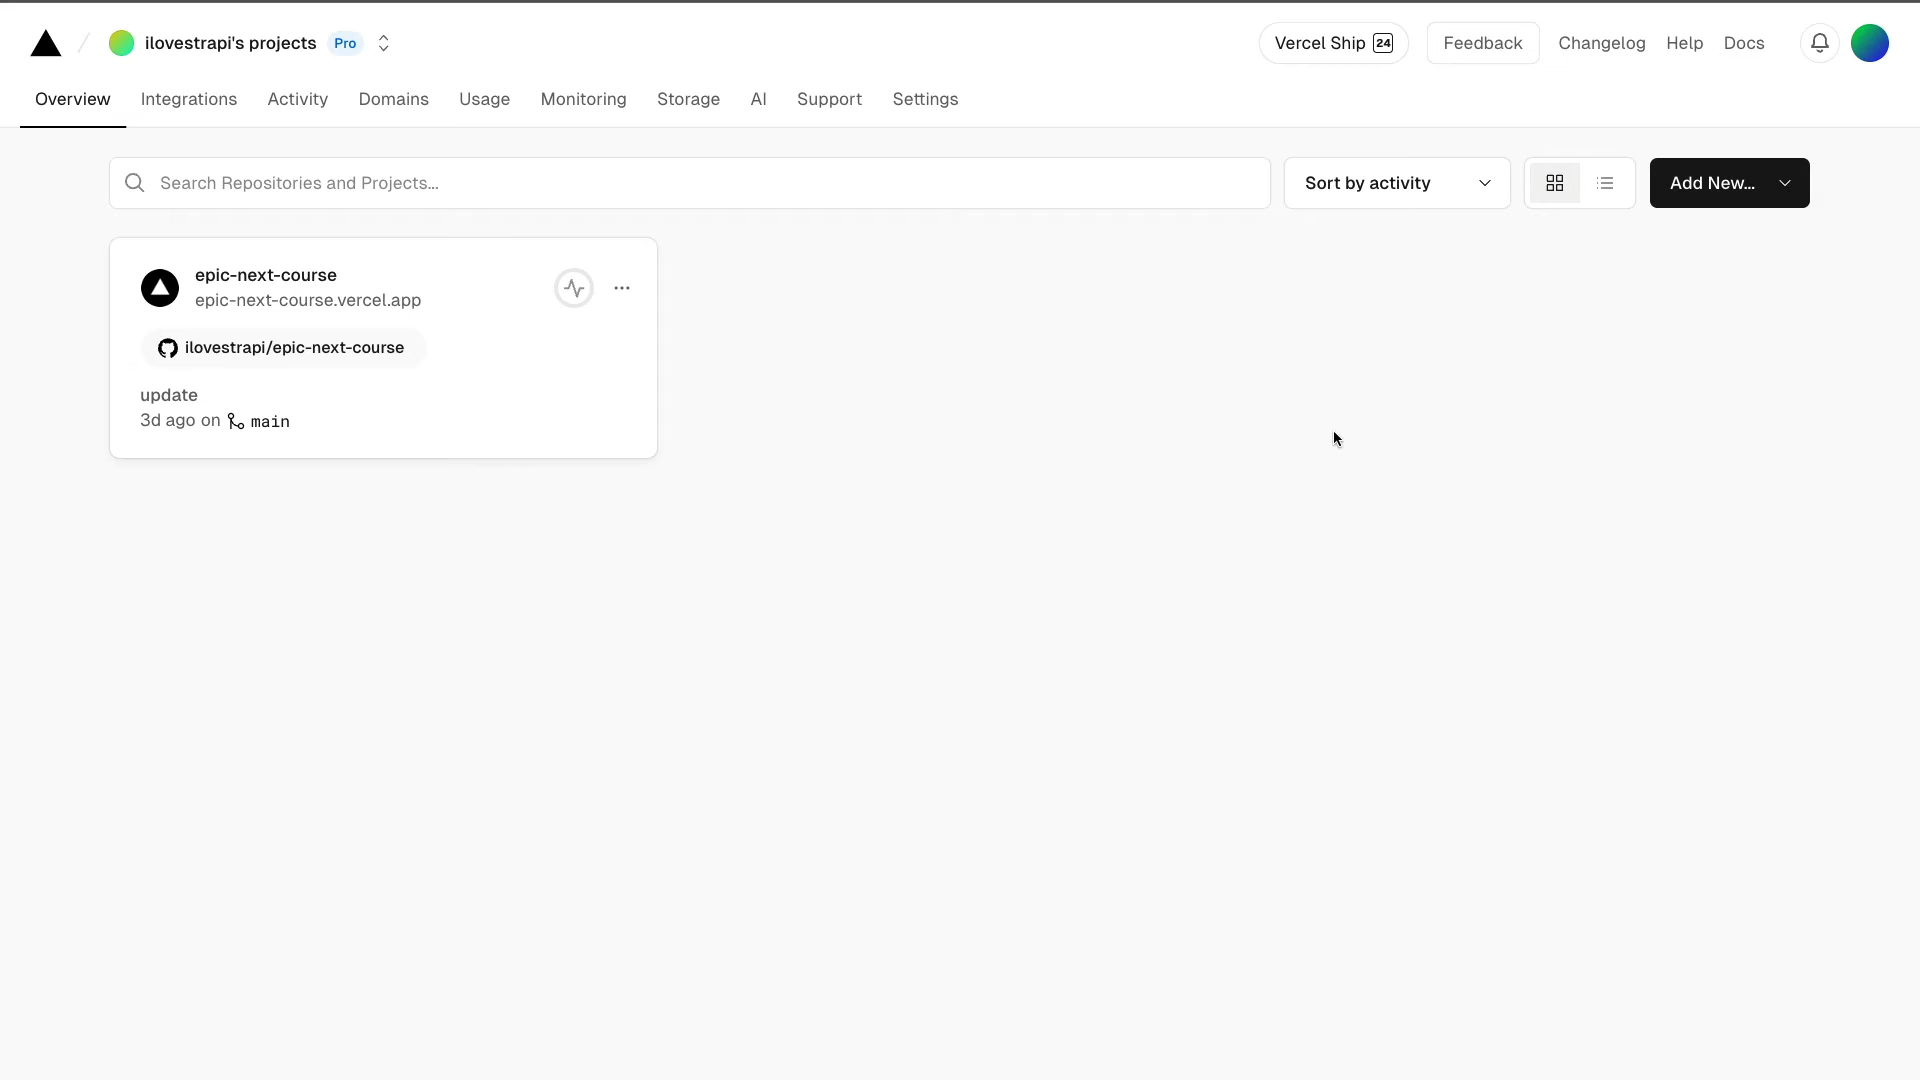 ilovestrapi's projects Pro
Vercel Ship 24 Feedback Changelog Help Docs
Overview Integrations Activity Domains Usage Monitoring Storage AI Support Settings
Search Repositories and Projects...
Sort by activity
Add New...
epic-next-course
epic-next-course.vercel.app
ilovestrapi/epic-next-course
update
3d ago on main